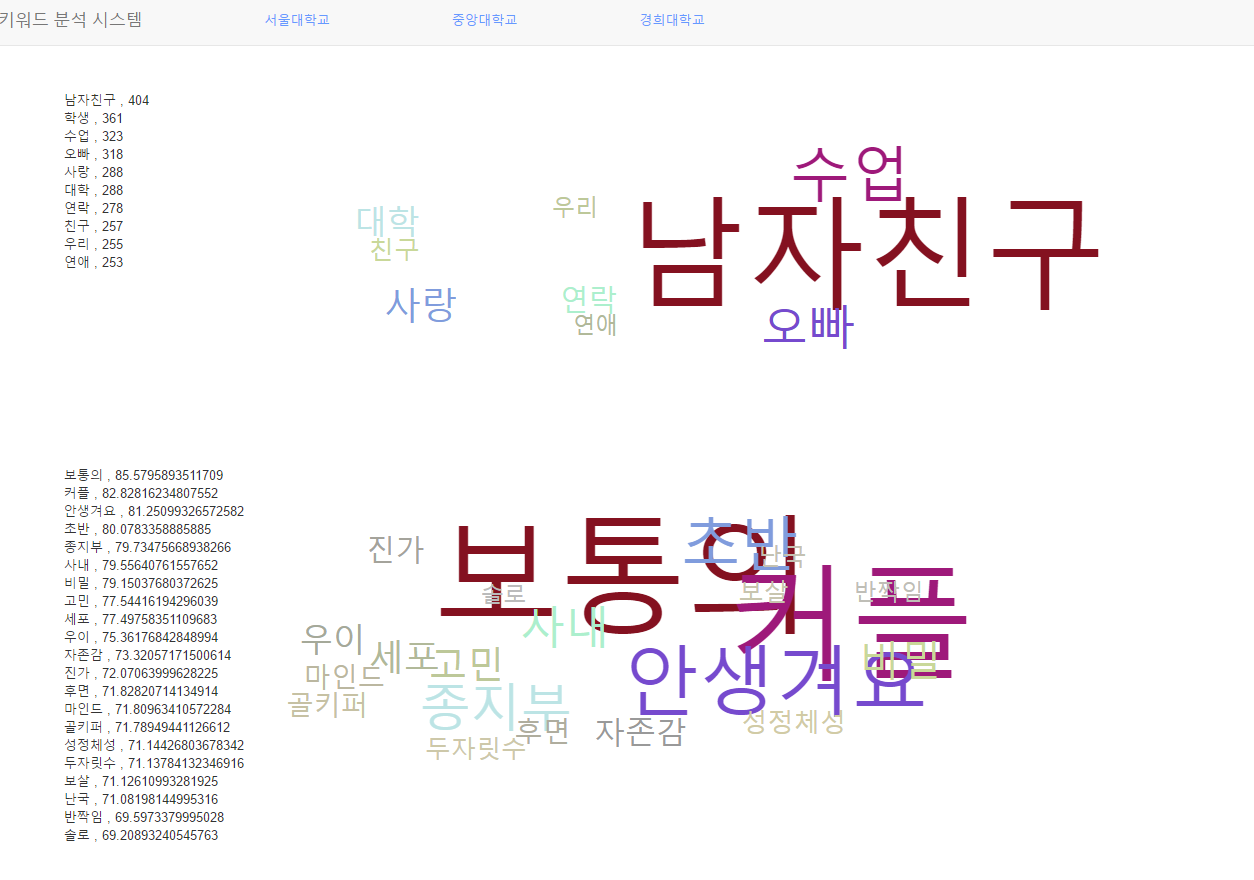 키워드 분석 시스템 서울대학교 중앙대학교 경희대학교
남자친구 , 404
학생 , 361
수업 , 323
오빠 , 318
사랑 , 288
대학 , 288
연락 , 278
친구 , 257
우리 , 255
연애 , 253
수업
우리
대학
남자친구
친구
사랑
연락
오빠
연애
보통의 , 85.5795893511709
커플 , 82.82816234807552
안생겨요 , 81.25099326572582
초반 , 80.0783358885885
종지부 , 79.73475668938266
사내 , 79.55640761557652
비밀 , 79.15037680372625
고민 , 77.54416194296039
세포 , 77.49758351109683
우이 , 75.36176842848994
자존감 , 73.32057171500614
진가 , 72.07063999628225
후면 , 71.82820714134914
마인드 , 71.80963410572284
골키퍼 , 71.78949441126612
성정체성 , 71.14426803678342
두자릿수 , 71.13784132346916
보살 , 71.12610993281925
난국 , 71.08198144995316
반짝임 , 69.5973379995028
솔로 , 69.20893240545763
초반
진가
난국
보통의
보살
반짝임
솔로
커플
사내
우이
세포
고민
비밀
마인드
안생겨요
골키퍼
종지부
성정체성
후면
자존감
두자릿수